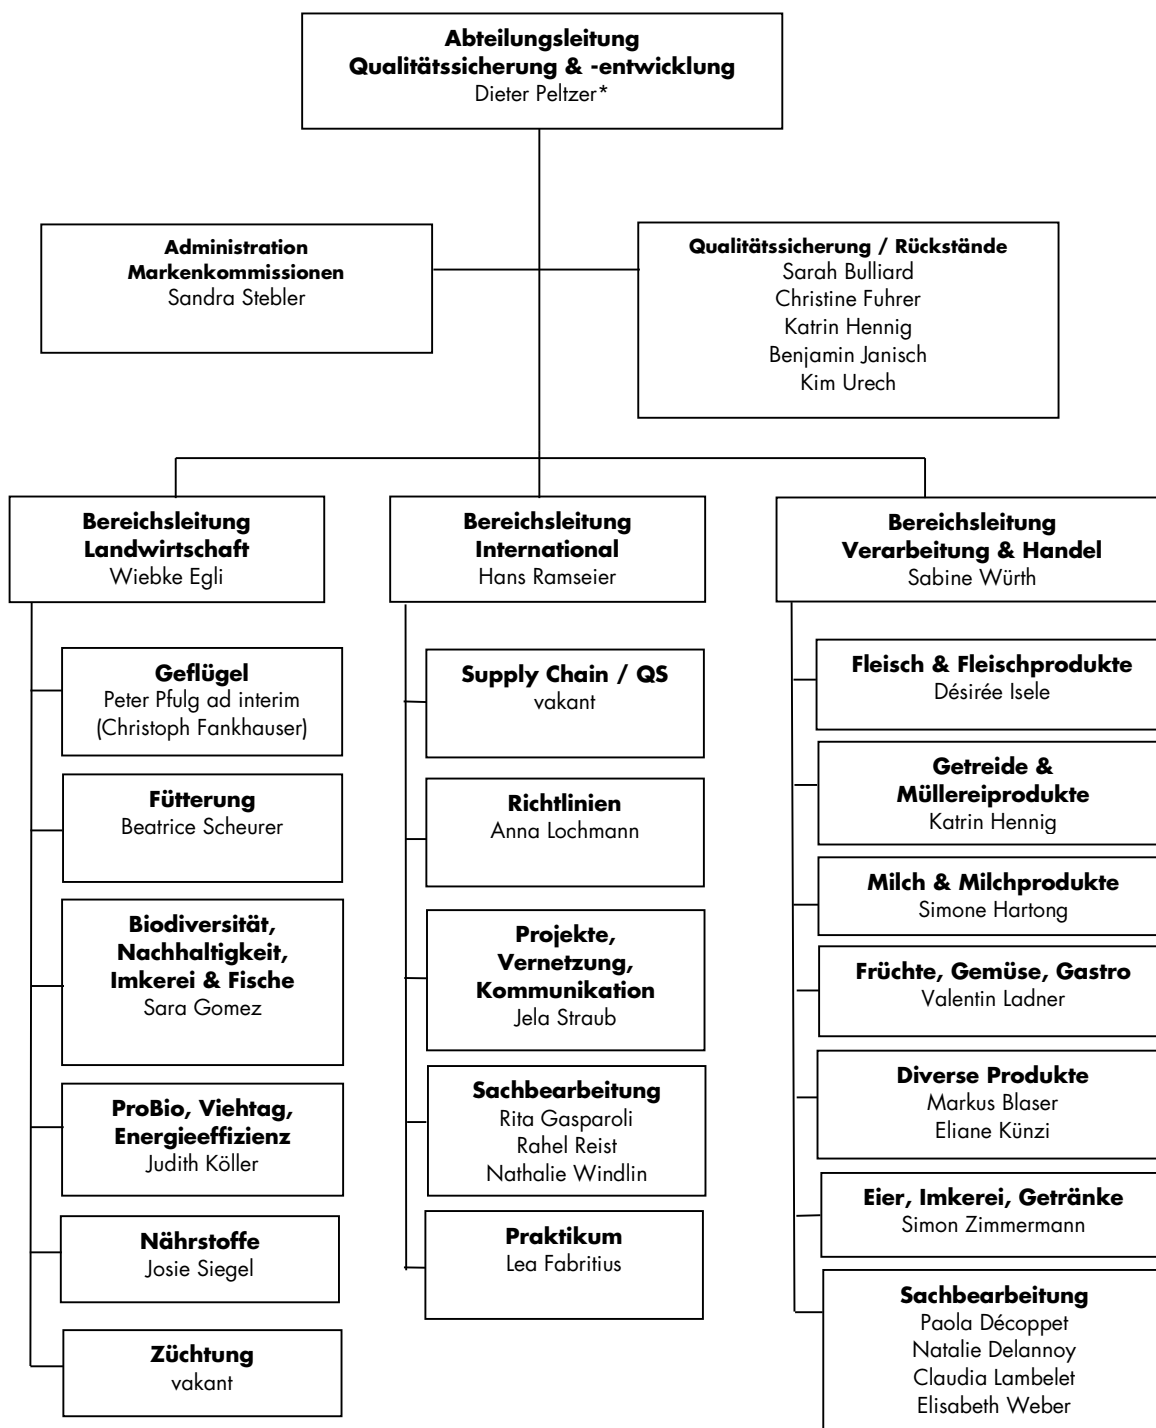 Abteilungsleitung
Qualitätssicherung & -entwicklung
Dieter Peltzer*
Administration
Markenkommissionen
Sandra Stebler
Qualitätssicherung / Rückstände
Sarah Bulliard
Christine Fuhrer
Katrin Hennig
Benjamin Janisch
Kim Urech
Bereichsleitung
Landwirtschaft
Wiebke Egli
Geflügel
Peter Pfulg ad interim
(Christoph Fankhauser)
Fütterung
Beatrice Scheurer
Biodiversität,
Nachhaltigkeit,
Imkerei & Fische
Sara Gomez
ProBio, Viehtag,
Energieeffizienz
Judith Köller
Nährstoffe
Josie Siegel
Züchtung
vakant
Bereichsleitung
International
Hans Ramseier
Supply Chain / QS
vakant
Richtlinien
Anna Lochmann
Projekte,
Vernetzung,
Kommunikation
Jela Straub
Sachbearbeitung
Rita Gasparoli
Rahel Reist
Nathalie Windlin
Praktikum
Lea Fabritius
Bereichsleitung
Verarbeitung & Handel
Sabine Würth
Fleisch & Fleischprodukte
Désirée Isele
Getreide &
Müllereiprodukte
Katrin Hennig
Milch & Milchprodukte
Simone Hartong
Früchte, Gemüse, Gastro
Valentin Ladner
Diverse Produkte
Markus Blaser
Eliane Künzi
Eier, Imkerei, Getränke
Simon Zimmermann
Sachbearbeitung
Paola Décoppet
Natalie Delannoy
Claudia Lambelet
Elisabeth Weber